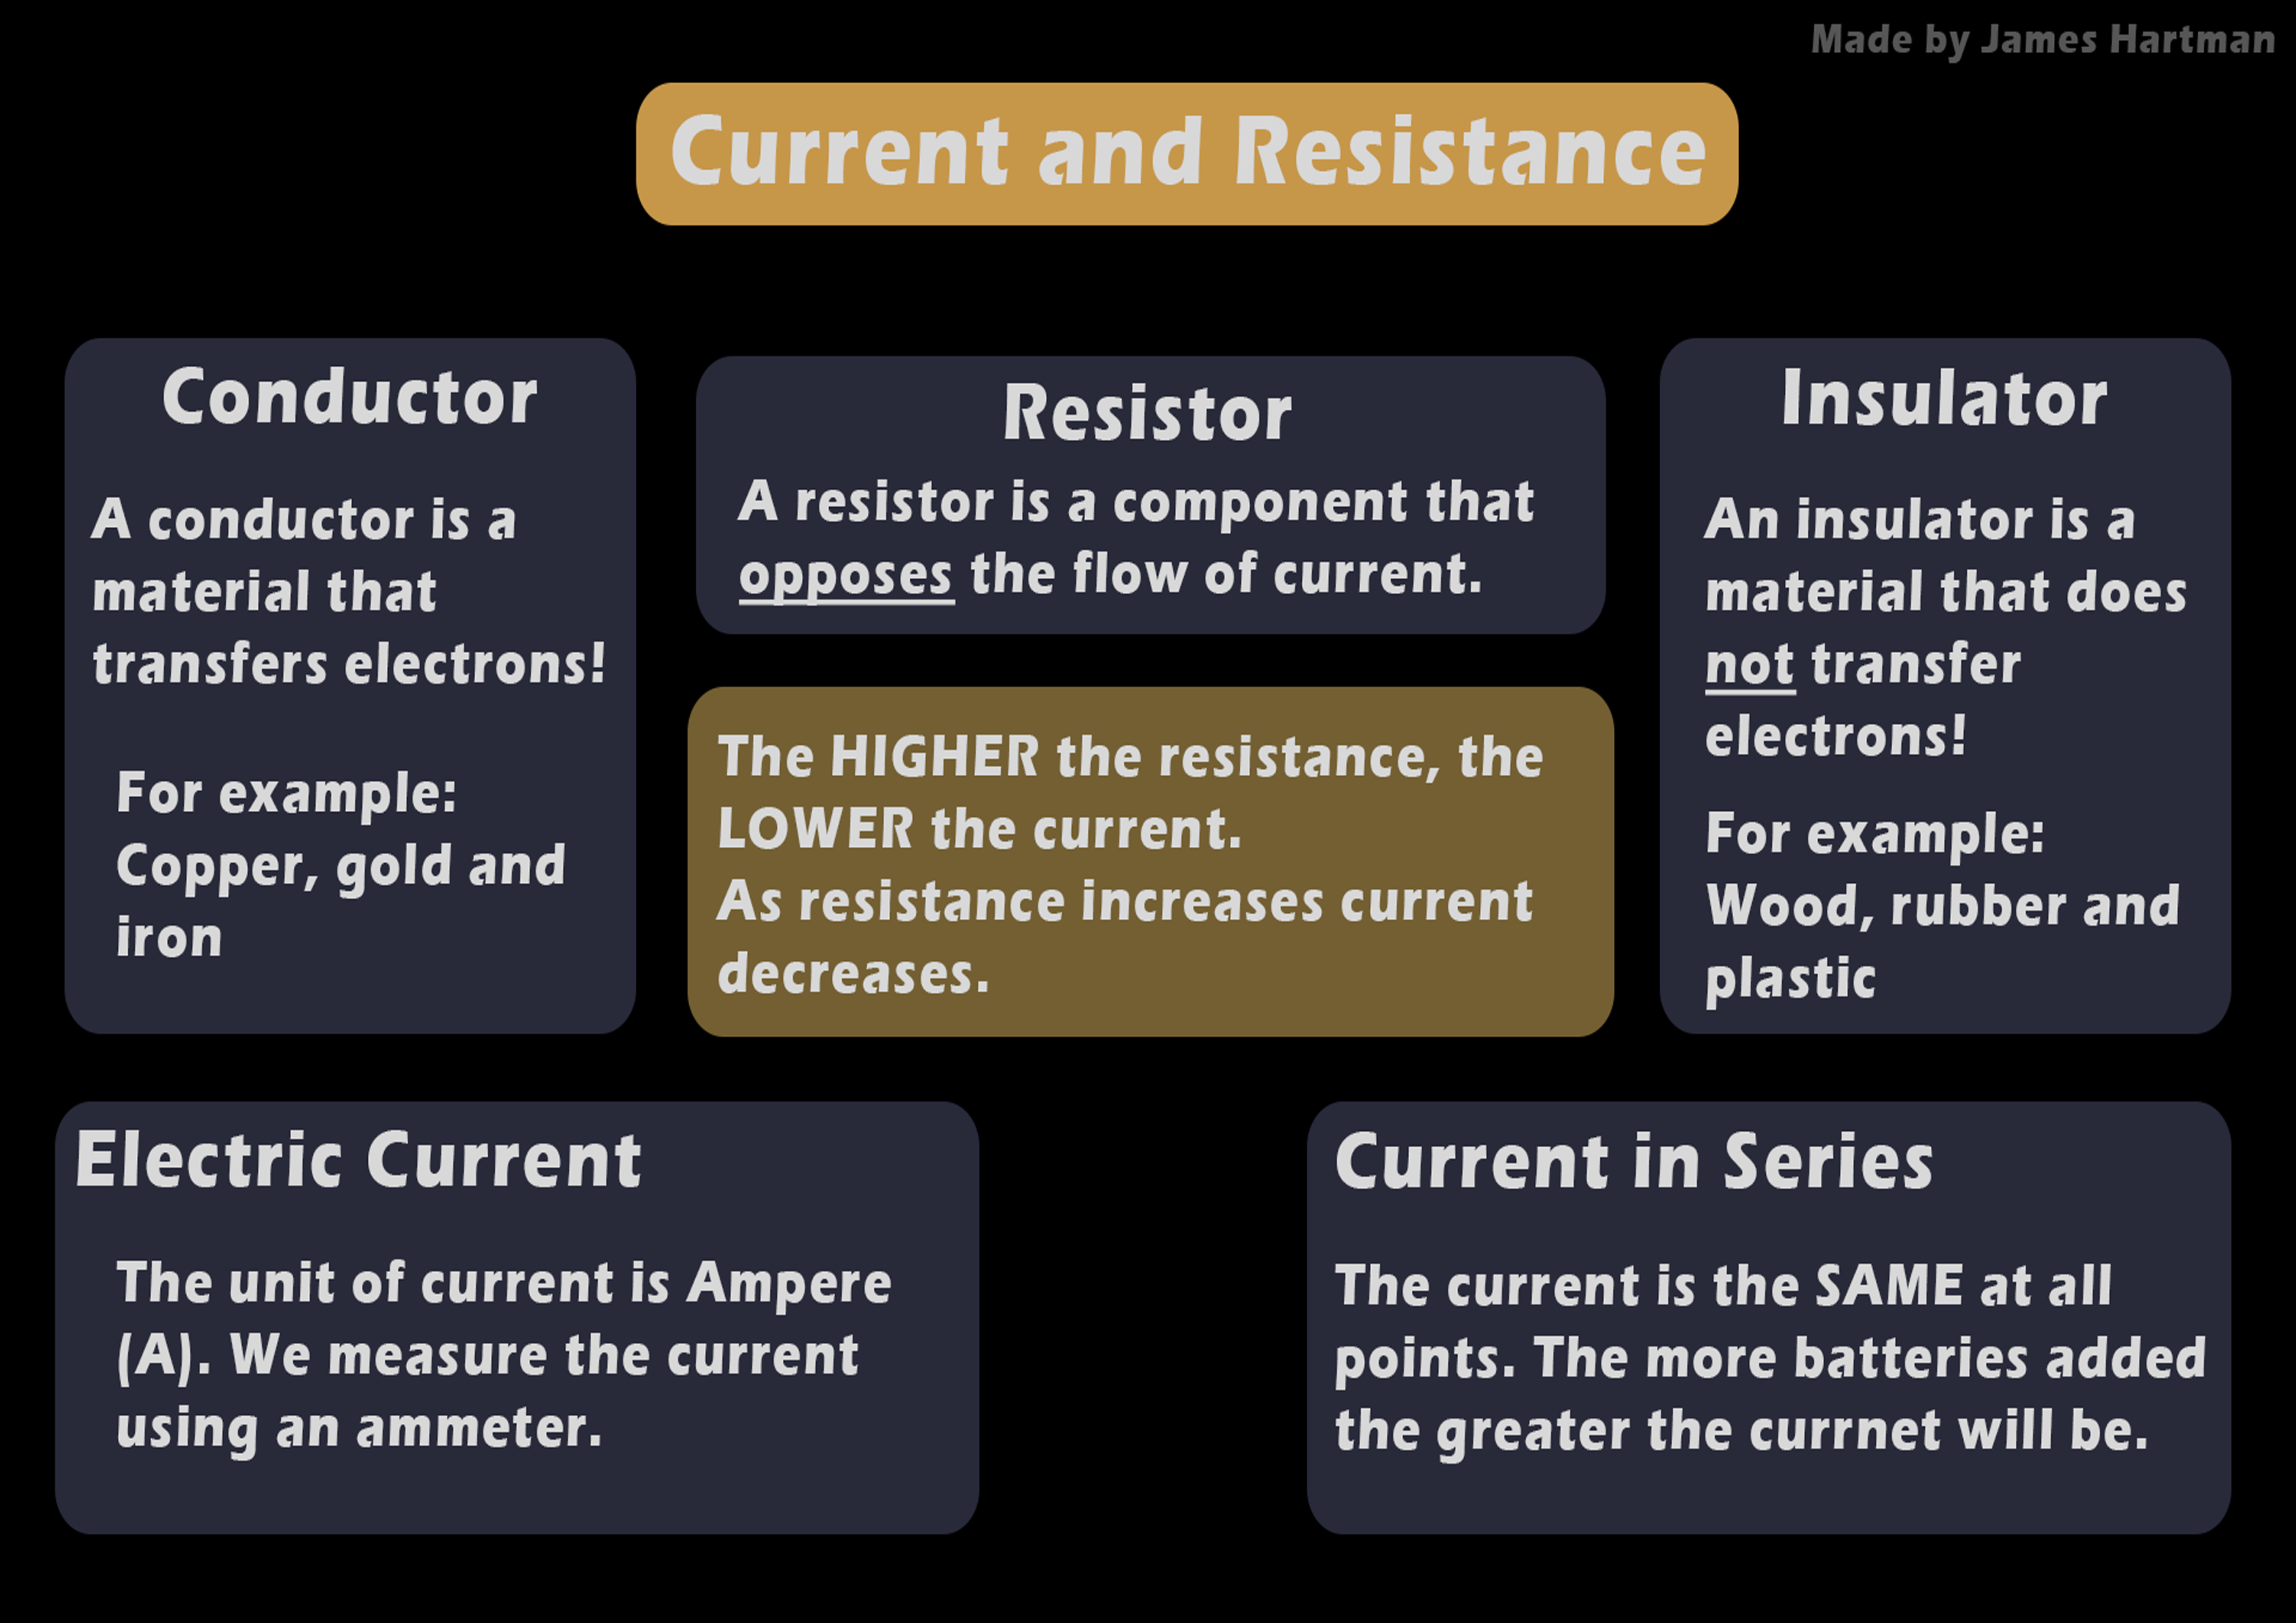 Made by James Hartman
Current and Resistance
Conductor
A conductor is a
material that
transfers electrons!
For example:
Copper, gold and
iron
Resistor
A resistor is a component that
opposes the flow of current.
The HIGHER the resistance, the
LOWER the current.
As resistance increases current
decreases.
Insulator
An insulator is a
material that does
not transfer
electrons!
For example:
Wood, rubber and
plastic
Electric Current
The unit of current is Ampere
(A). We measure the current
using an ammeter.
Current in Series
The current is the SAME at all
points. The more batteries added
the greater the currnet will be.